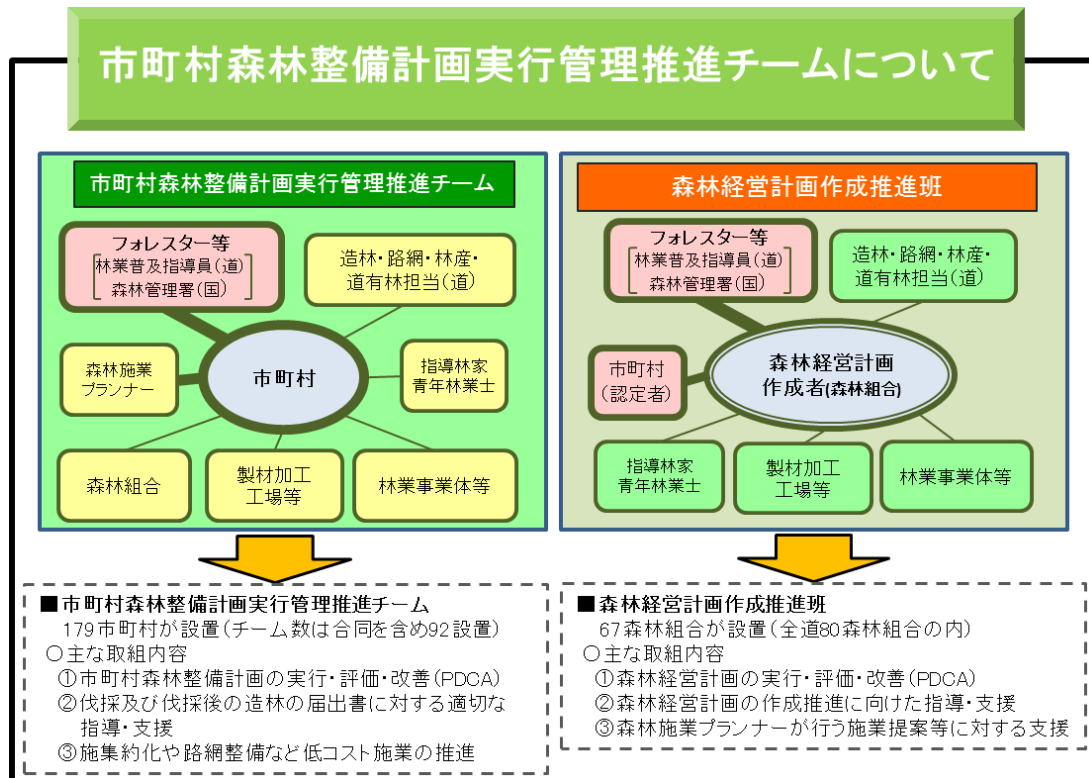 市町村森林整備計画実行管理推進チームについて
市町村森林整備計画実行管理推進チーム
フォレスター等
林業普及指導員(道)
森林管理署(国)
造林・路網・林産・
道有林担当(道)
森林施業
プランナー
市町村
指導林家
青年林業士
森林組合
製材加工
工場等
林業事業体等
森林経営計画作成推進班
フォレスター等
林業普及指導員(道)
森林管理署(国)
造林・路網・林産・
道有林担当(道)
市町村
(認定者)
森林経営計画
作成者(森林組合)
指導林家
青年林業士
製材加工
工場等
林業事業体等
■市町村森林整備計画実行管理推進チーム
179市町村が設置(チーム数は合同を含め92設置)
○主な取組内容
①市町村森林整備計画の実行・評価・改善(PDCA)
②伐採及び伐採後の造林の届出書に対する適切な
指導・支援
③施集約化や路網整備など低コスト施業の推進
■森林経営計画作成推進班
67森林組合が設置(全道80森林組合の内)
○主な取組内容
①森林経営計画の実行・評価・改善(PDCA)
②森林経営計画の作成推進に向けた指導・支援
③森林施業プランナーが行う施業提案等に対する支援